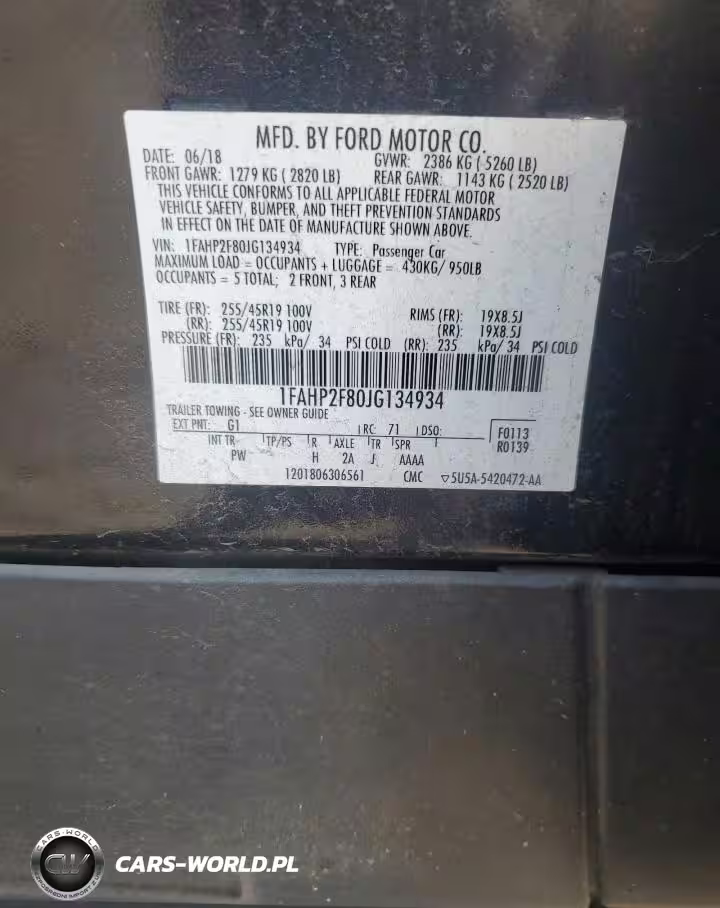 MFD. BY FORD MOTOR CO.
DATE: 06/18 GVWR: 2386 KG ( 5260 LB)
FRONT GAWR: 1279 KG ( 2820 LB) REAR GAWR: 1143 KG ( 2520 LB)
THIS VEHICLE CONFORMS TO ALL APPLICABLE FEDERAL MOTOR
VEHICLE SAFETY, BUMPER, AND THEFT PREVENTION STANDARDS
IN EFFECT ON THE DATE OF MANUFACTURE SHOWN ABOVE.
VIN: 1FAHP2F80JG134934 TYPE: Passenger Car
MAXIMUM LOAD = OCCUPANTS + LUGGAGE = 430KG/ 950LB
OCCUPANTS = 5 TOTAL; 2 FRONT, 3 REAR
TIRE (FR): 255/45R19 100V RIMS (FR): 19X8.5J
(RR): 255/45R19 100V (RR): 19X8.5J
PRESSURE (FR): 235 kPa/ 34 PSI COLD (RR): 235 kPa/ 34 PSI COLD
1FAHP2F80JG134934
TRAILER TOWING - SEE OWNER GUIDE
EXT PNT: G1 RC: 71 DSO: F0113
R0139
INT TR TP/PS R AXLE TR SPR
PW H 2A J AAAA
1201806306561 CMC ▽5U5A-5420472-AA
CARS-WORLD
CW
CARS-WORLD.PL